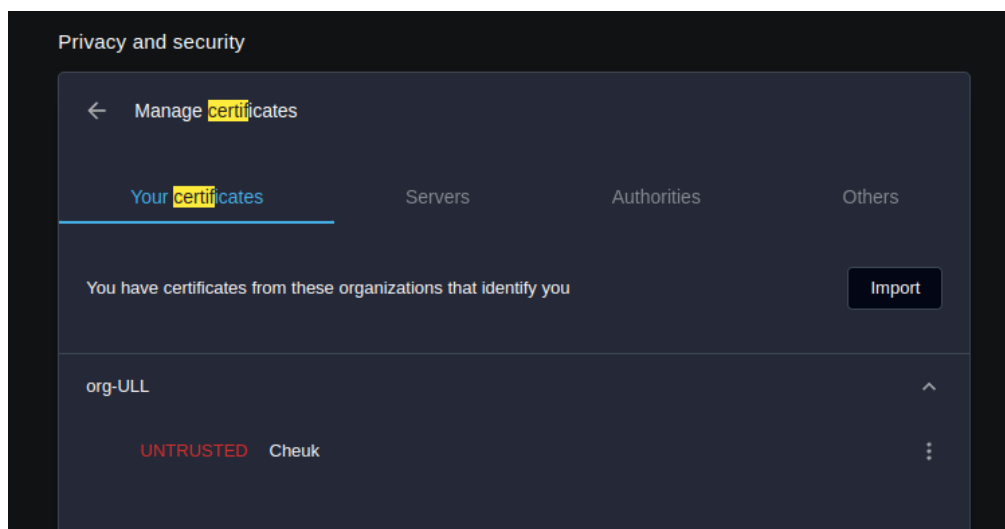 Privacy and security
Manage certificates
Your certificates Servers Authorities Others
You have certificates from these organizations that identify you Import
org-ULL
UNTRUSTED Cheuk